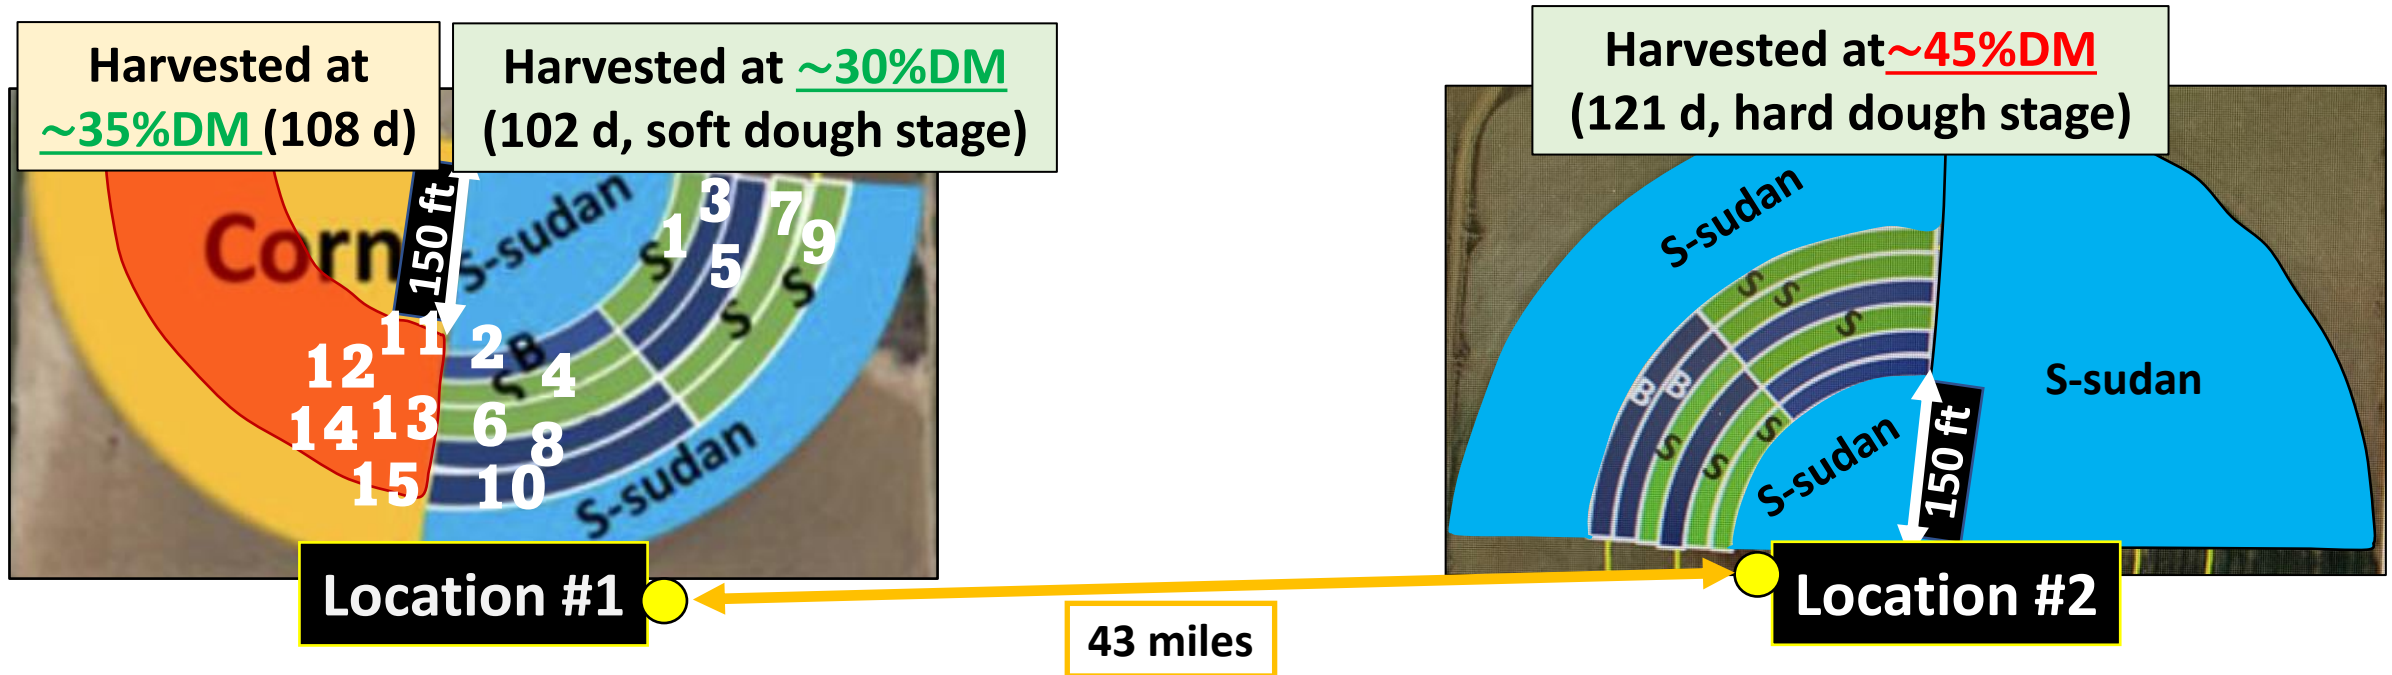 Harvested at
~35%DM (108 d)
Harvested at ~30%DM
(102 d, soft dough stage)
Harvested at~45%DM
(121 d, hard dough stage)
Corn
150 ft
S-sudan
S
1
3
5
7
9
S
S
11
2
B
S
4
12
14
13
6
8
15
10
S-sudan
S-sudan
S
S
S
B
B
S
S
S
S-sudan
150 ft
S-sudan
Location #1
43 miles
Location #2